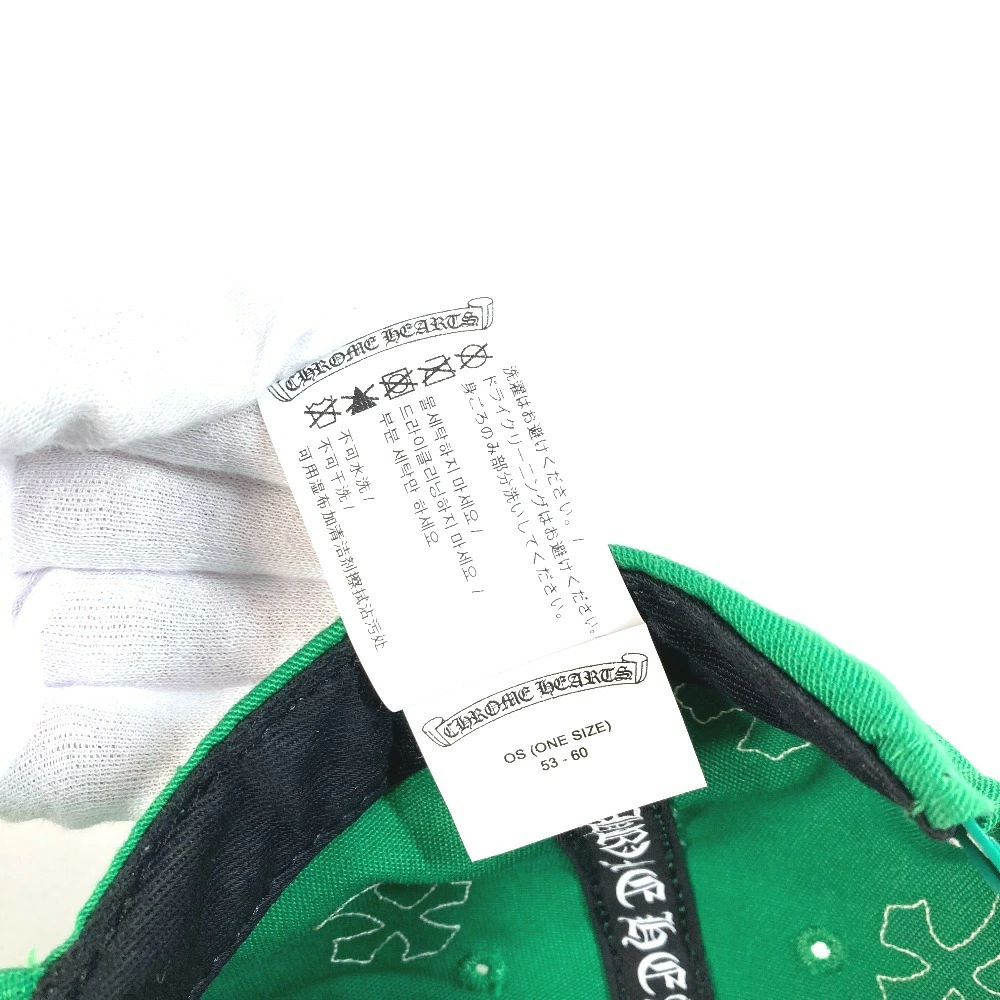 CHROME HEARTS
洗濯はお避けください。 /
ドライクリーニングはお避けください。
身ごろのみ部分洗いしてください。
물세탁하지 마세요 /
드라이클리닝하지 마세요 /
부분 세탁만 하세요
不可水洗 /
不可干洗 /
可用湿布加清洁剂擦拭沾污处
CHROME HEARTS
OS (ONE SIZE)
53 - 60